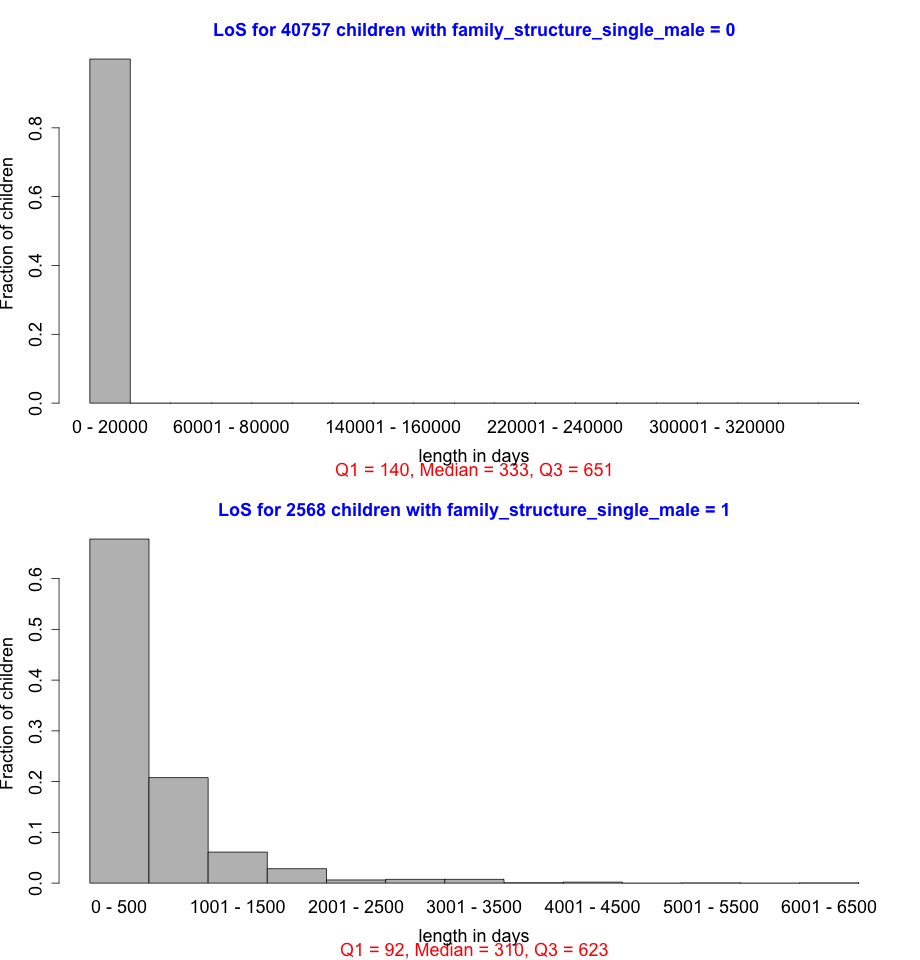 LoS for 40757 children with family_structure_single_male = 0
Fraction of children
0.8
0.6
0.4
0.2
0.0
0 - 20000 60001 - 80000 140001 - 160000 220001 - 240000 300001 - 320000
length in days
Q1 = 140, Median = 333, Q3 = 651
LoS for 2568 children with family_structure_single_male = 1
Fraction of children
0.6
0.5
0.4
0.3
0.2
0.1
0.0
0 - 500 1001 - 1500 2001 - 2500 3001 - 3500 4001 - 4500 5001 - 5500 6001 - 6500
length in days
Q1 = 92, Median = 310, Q3 = 623